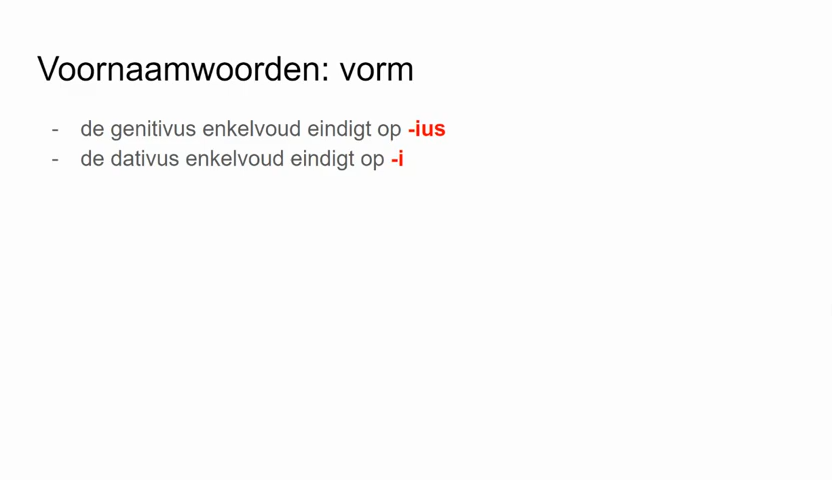 Voornaamwoorden: vorm
- de genitivus enkelvoud eindigt op -ius
- de dativus enkelvoud eindigt op -i